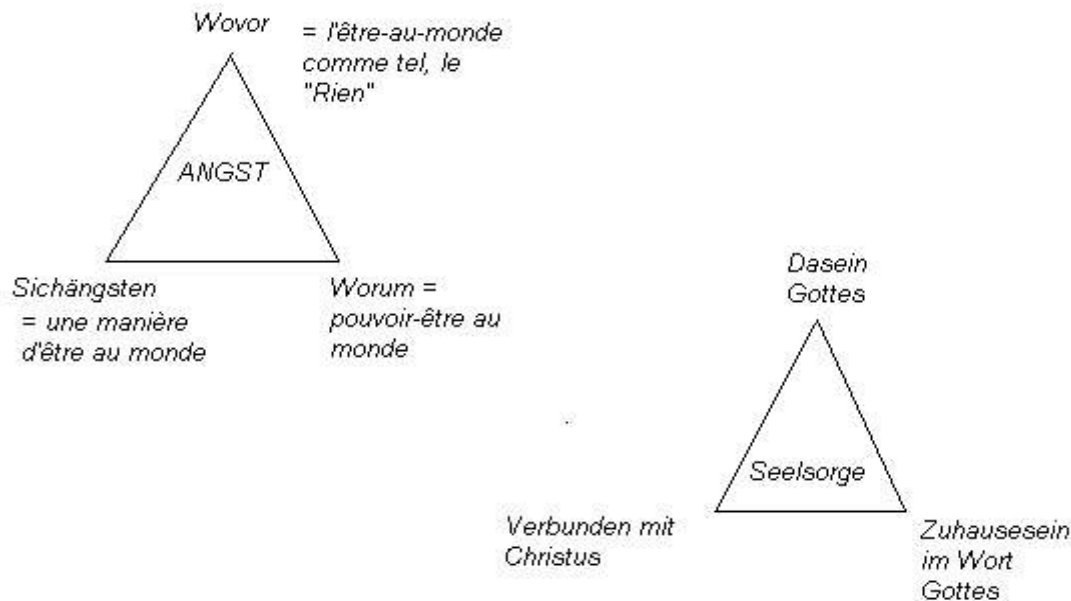 Wovor
= l'être-au-monde
comme tel, le
"Rien"
ANGST
Sichängsten
= une manière
d'être au monde
Worum =
pouvoir-être au
monde
Dasein
Gottes
Seelsorge
Verbunden mit
Christus
Zuhausesein
im Wort
Gottes